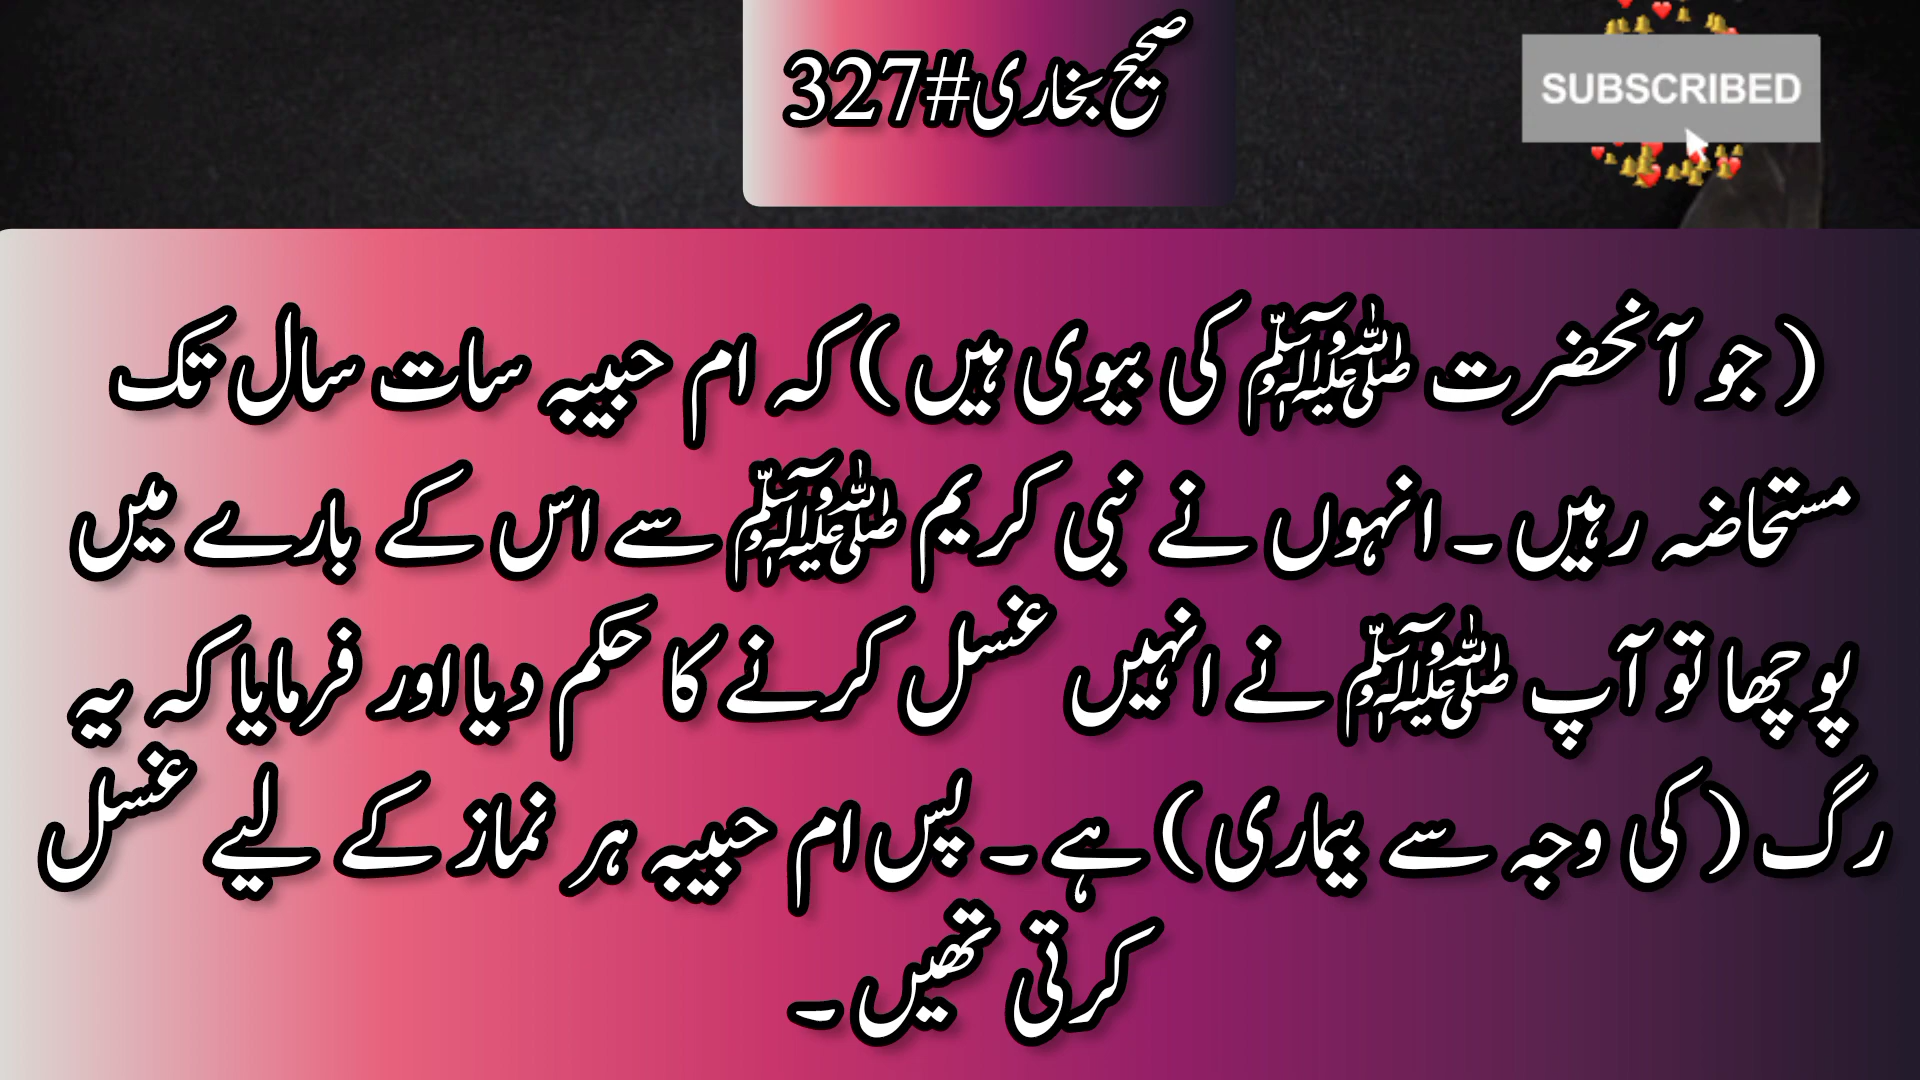 صحیح بخاری#327
SUBSCRIBED
( جو آنحضرت ﷺ کی بیوی ہیں ) کہ ام حبیبہ سات سال تک
مستحاضہ رہیں ۔ انہوں نے نبی کریم ﷺ سے اس کے بارے میں
پوچھا تو آپ ﷺ نے انہیں غسل کرنے کا حکم دیا اور فرمایا کہ یہ
رگ ( کی وجہ سے بیماری ) ہے ۔ پس ام حبیبہ ہر نماز کے لیے غسل
کرتی تھیں ۔